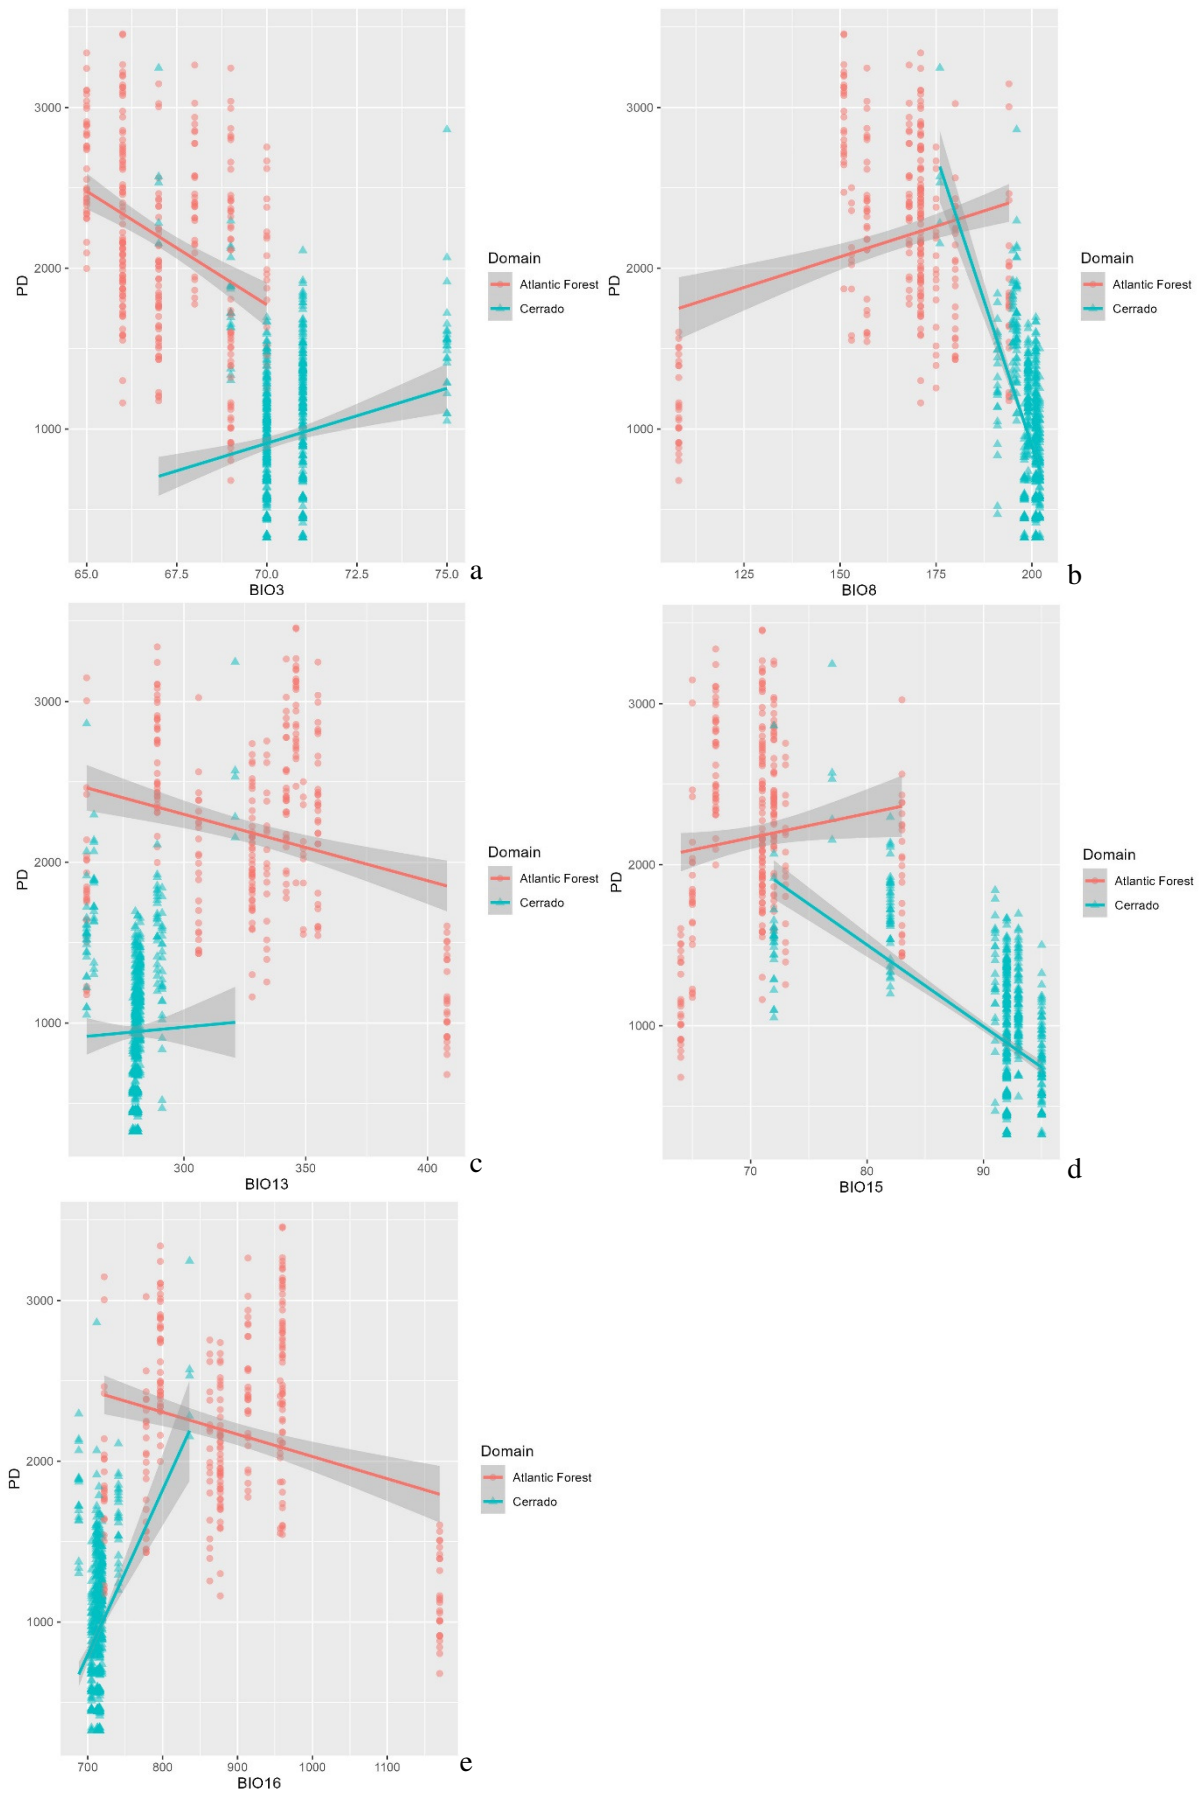 3000
2000
1000
PD
65.0 67.5 70.0 72.5 75.0
BIO3
Domain
Atlantic Forest
Cerrado
a
3000
2000
1000
PD
125 150 175 200
BIO8
Domain
Atlantic Forest
Cerrado
b
3000
2000
1000
PD
300 350 400
BIO13
Domain
Atlantic Forest
Cerrado
c
3000
2000
1000
PD
70 80 90
BIO15
Domain
Atlantic Forest
Cerrado
d
3000
2000
1000
PD
700 800 900 1000 1100
BIO16
Domain
Atlantic Forest
Cerrado
e